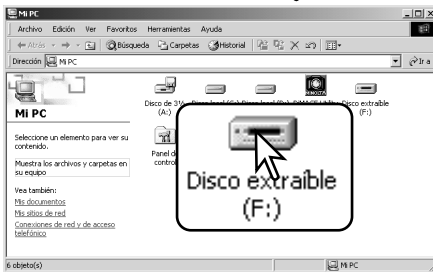 Mi PC
Archivo Edición Ver Favoritos Herramientas Ayuda
Atrás Búsqueda Carpetas Historial
Dirección Mi PC Ir a
Mi PC
Seleccione un elemento para ver su
contenido.
Muestra los archivos y carpetas en
su equipo
Vea también:
Mis documentos
Mis sitios de red
Conexiones de red y de acceso
telefónico
Disco de 3½
(A:)
Disco extraíble
(F:)
MINOLTA
Panel de
control
Disco extraíble
(F:)
6 objeto(s) Mi PC